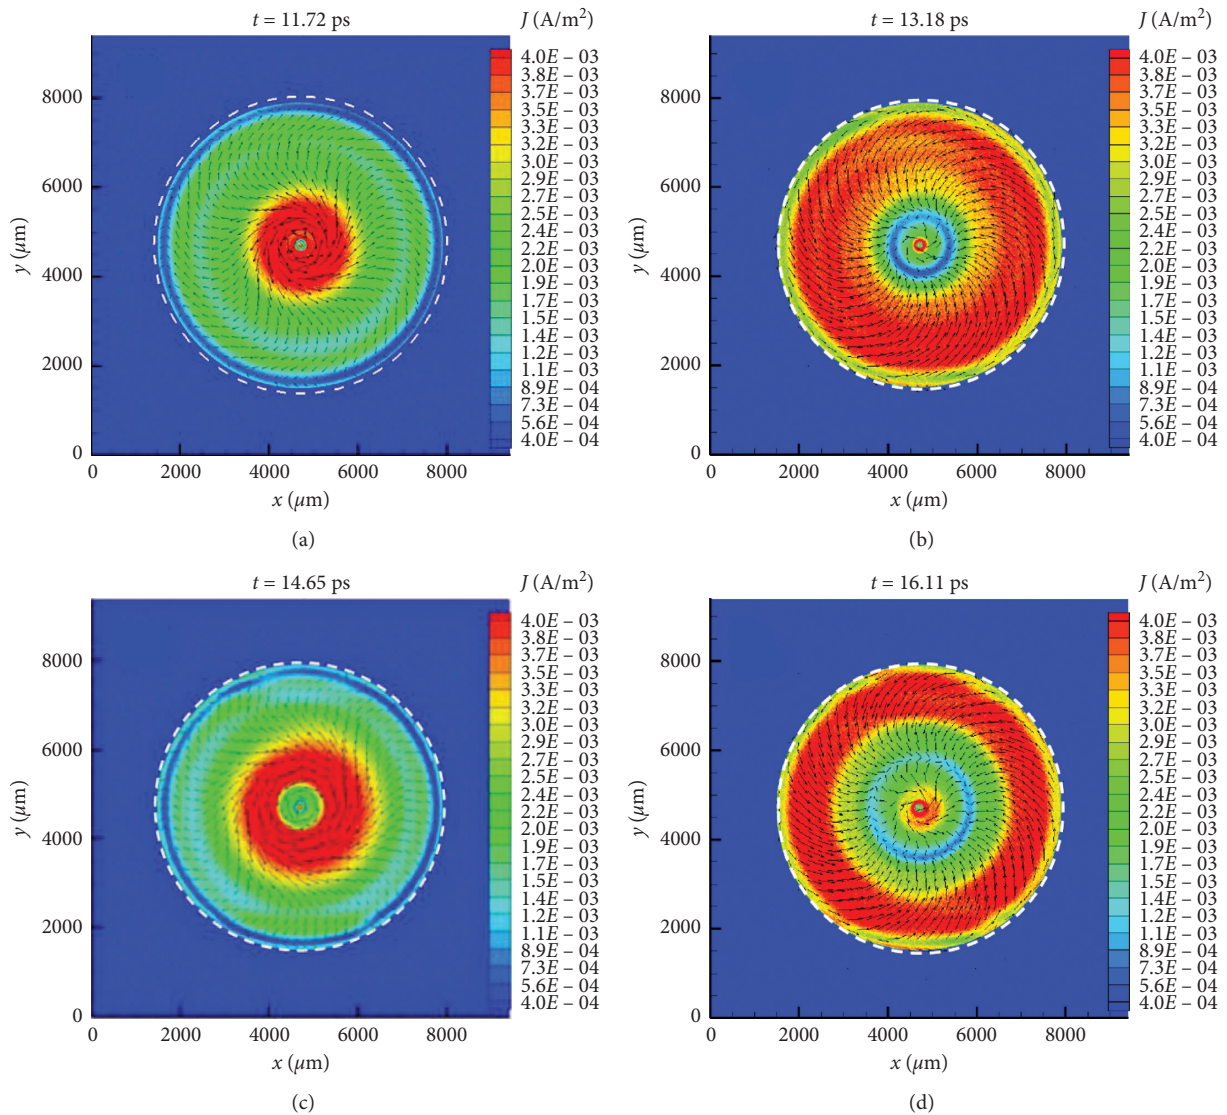 t = 11.72 ps
J (A/m²)
4.0E – 03
3.8E – 03
3.7E – 03
3.5E – 03
3.3E – 03
3.2E – 03
3.0E – 03
2.9E – 03
2.7E – 03
2.5E – 03
2.4E – 03
2.2E – 03
2.0E – 03
1.9E – 03
1.7E – 03
1.5E – 03
1.4E – 03
1.2E – 03
1.1E – 03
8.9E – 04
7.3E – 04
5.6E – 04
4.0E – 04
8000
6000
4000
2000
0
y (μm)
0 2000 4000 6000 8000
x (μm)
(a)
t = 13.18 ps
J (A/m²)
4.0E – 03
3.8E – 03
3.7E – 03
3.5E – 03
3.3E – 03
3.2E – 03
3.0E – 03
2.9E – 03
2.7E – 03
2.5E – 03
2.4E – 03
2.2E – 03
2.0E – 03
1.9E – 03
1.7E – 03
1.5E – 03
1.4E – 03
1.2E – 03
1.1E – 03
8.9E – 04
7.3E – 04
5.6E – 04
4.0E – 04
8000
6000
4000
2000
0
y (μm)
0 2000 4000 6000 8000
x (μm)
(b)
t = 14.65 ps
J (A/m²)
4.0E – 03
3.8E – 03
3.7E – 03
3.5E – 03
3.3E – 03
3.2E – 03
3.0E – 03
2.9E – 03
2.7E – 03
2.5E – 03
2.4E – 03
2.2E – 03
2.0E – 03
1.9E – 03
1.7E – 03
1.5E – 03
1.4E – 03
1.2E – 03
1.1E – 03
8.9E – 04
7.3E – 04
5.6E – 04
4.0E – 04
8000
6000
4000
2000
0
y (μm)
0 2000 4000 6000 8000
x (μm)
(c)
t = 16.11 ps
J (A/m²)
4.0E – 03
3.8E – 03
3.7E – 03
3.5E – 03
3.3E – 03
3.2E – 03
3.0E – 03
2.9E – 03
2.7E – 03
2.5E – 03
2.4E – 03
2.2E – 03
2.0E – 03
1.9E – 03
1.7E – 03
1.5E – 03
1.4E – 03
1.2E – 03
1.1E – 03
8.9E – 04
7.3E – 04
5.6E – 04
4.0E – 04
8000
6000
4000
2000
0
y (μm)
0 2000 4000 6000 8000
x (μm)
(d)